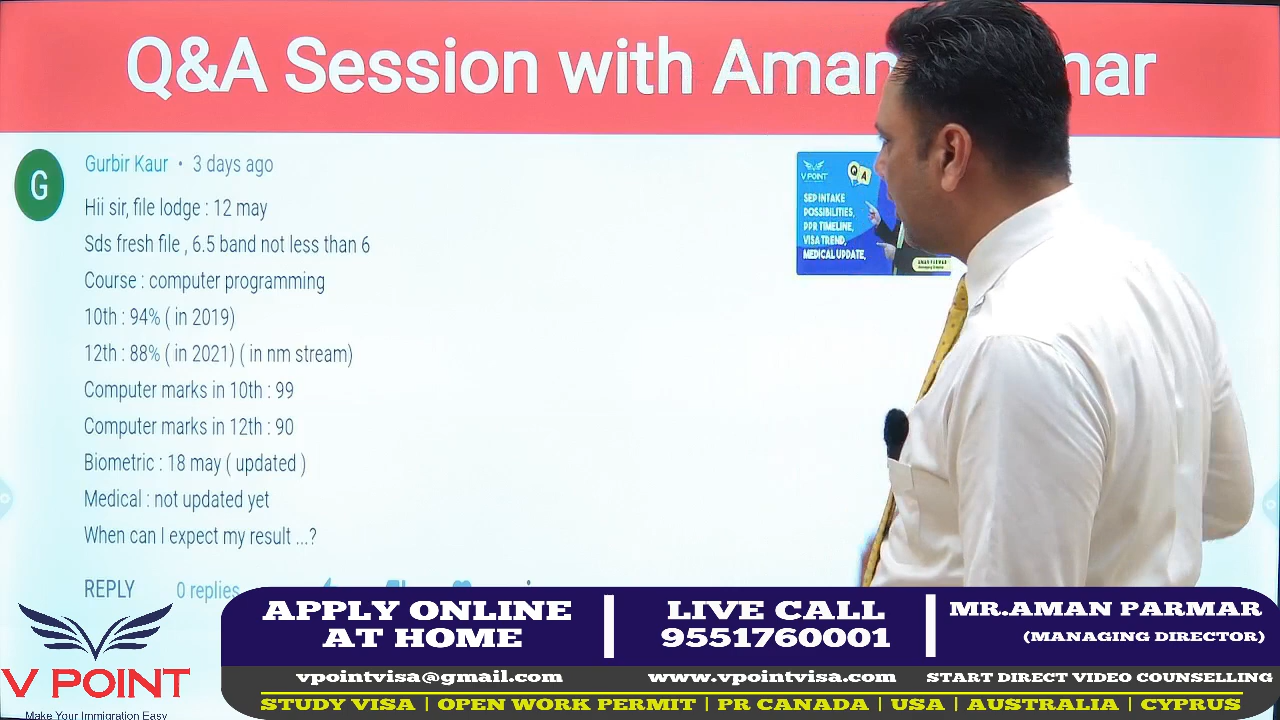 Q&A Session with Aman mar
G
Gurbir Kaur • 3 days ago
Hii sir, file lodge : 12 may
Sds fresh file , 6.5 band not less than 6
Course : computer programming
10th : 94% ( in 2019)
12th : 88% ( in 2021) ( in nm stream)
Computer marks in 10th : 99
Computer marks in 12th : 90
Biometric : 18 may ( updated )
Medical : not updated yet
When can I expect my result ...?
REPLY 0 replies
V POINT
Q A
SEP INTAKE
POSSIBILITIES,
PPR TIMELINE,
VISA TREND,
MEDICAL UPDATE,
AMAN PARMAR
V POINT
Make Your Immigration Easy
APPLY ONLINE
AT HOME
LIVE CALL
9551760001
MR.AMAN PARMAR
(MANAGING DIRECTOR)
vpointvisa@gmail.com
www.vpointvisa.com
START DIRECT VIDEO COUNSELLING
STUDY VISA | OPEN WORK PERMIT | PR CANADA | USA | AUSTRALIA | CYPRUS